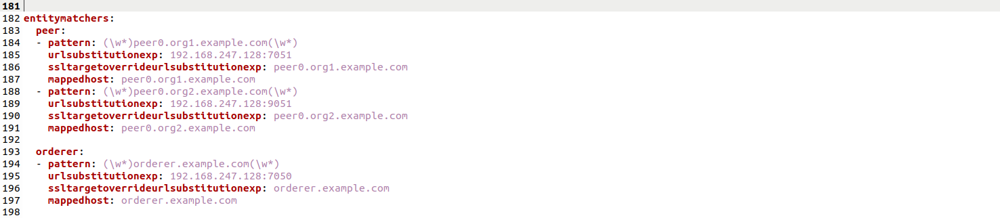 181
182 entitymatchers:
183   peer:
184   - pattern: (\w*)peer0.org1.example.com(\w*)
185     urlsubstitutionexp: 192.168.247.128:7051
186     ssltargetoverrideurlsubstitutionexp: peer0.org1.example.com
187     mappedhost: peer0.org1.example.com
188   - pattern: (\w*)peer0.org2.example.com(\w*)
189     urlsubstitutionexp: 192.168.247.128:9051
190     ssltargetoverrideurlsubstitutionexp: peer0.org2.example.com
191     mappedhost: peer0.org2.example.com
192
193   orderer:
194   - pattern: (\w*)orderer.example.com(\w*)
195     urlsubstitutionexp: 192.168.247.128:7050
196     ssltargetoverrideurlsubstitutionexp: orderer.example.com
197     mappedhost: orderer.example.com
198